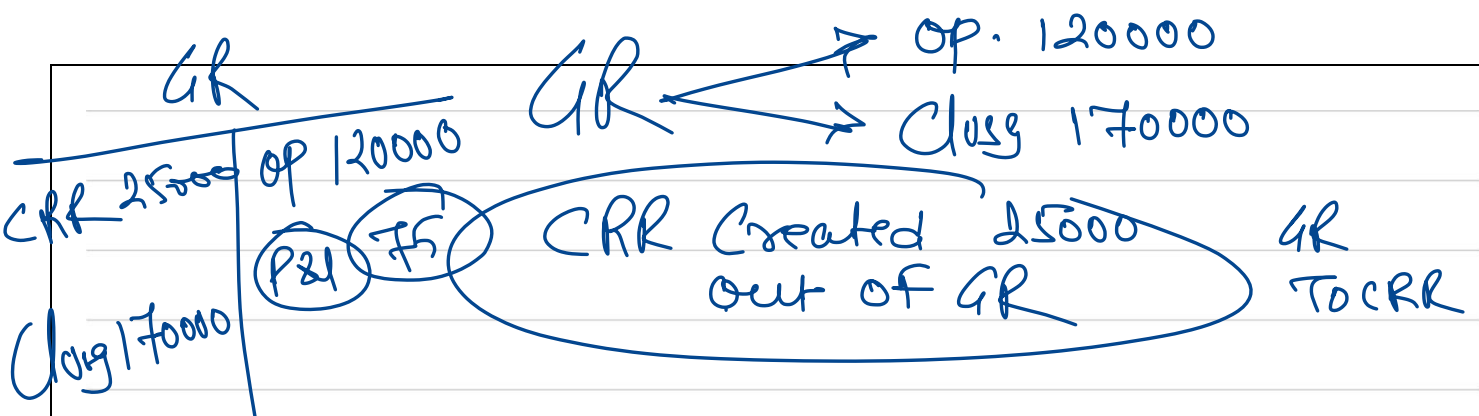 GR
CRR 25000
OP 120000
P&L 75
Closg 170000
GR
OP. 120000
Closg 170000
CRR Created 25000
out of GR
GR
To CRR